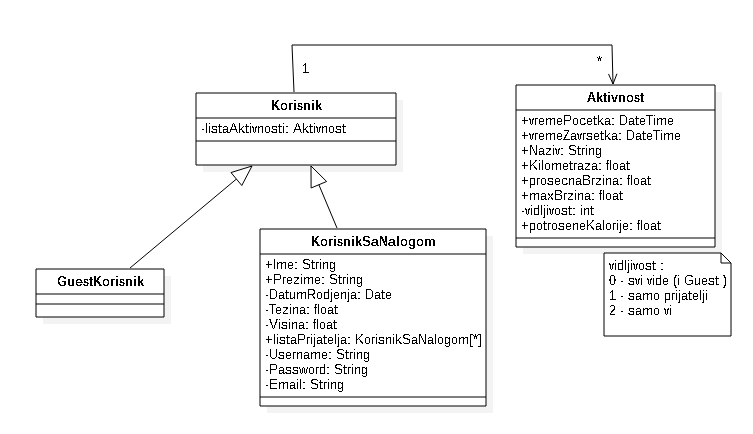 1
*
Korisnik
-listaAktivnosti: Aktivnost
Aktivnost
+vremePocetka: DateTime
+vremeZavrsetka: DateTime
+Naziv: String
+Kilometraza: float
+prosecnaBrzina: float
+maxBrzina: float
-vidljivost: int
+potroseneKalorije: float
GuestKorisnik
KorisnikSaNalogom
+Ime: String
+Prezime: String
-DatumRodjenja: Date
-Tezina: float
-Visina: float
+listaPrijatelja: KorisnikSaNalogom[*]
-Username: String
-Password: String
-Email: String
vidljivost :
0 - svi vide (i Guest )
1 - samo prijatelji
2 - samo vi